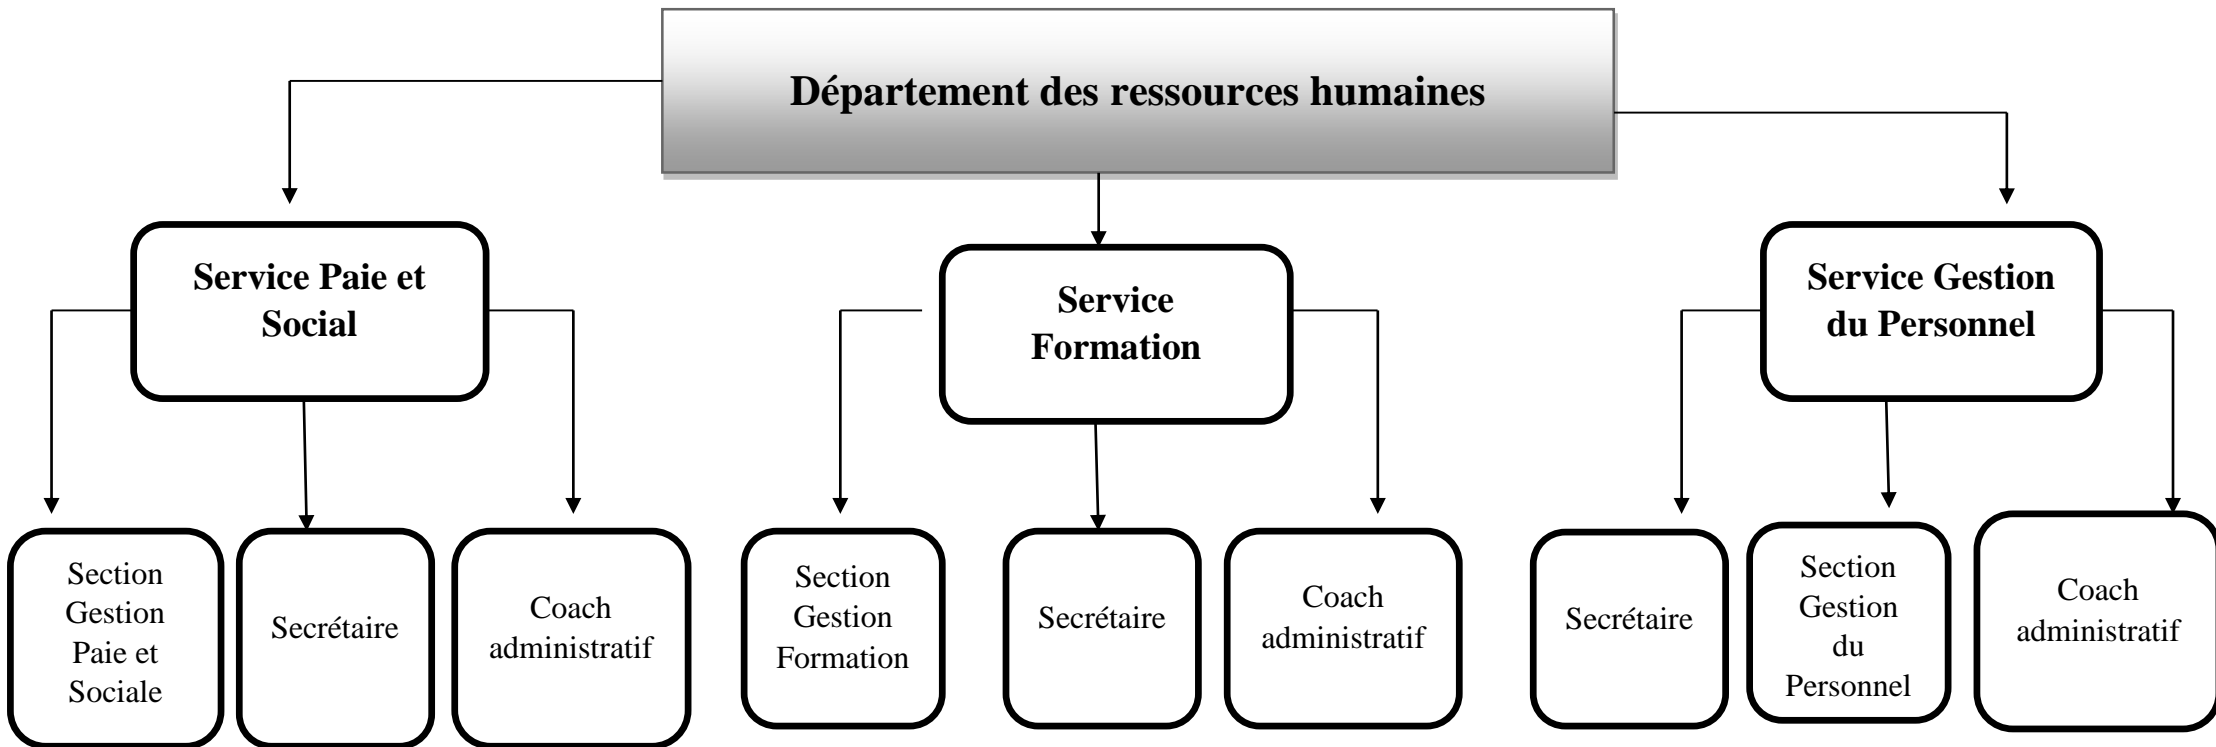 Département des ressources humaines
Service Paie et
Social
Service
Formation
Service Gestion
du Personnel
Section
Gestion
Paie et
Sociale
Secrétaire
Coach
administratif
Section
Gestion
Formation
Secrétaire
Coach
administratif
Secrétaire
Section
Gestion
du
Personnel
Coach
administratif